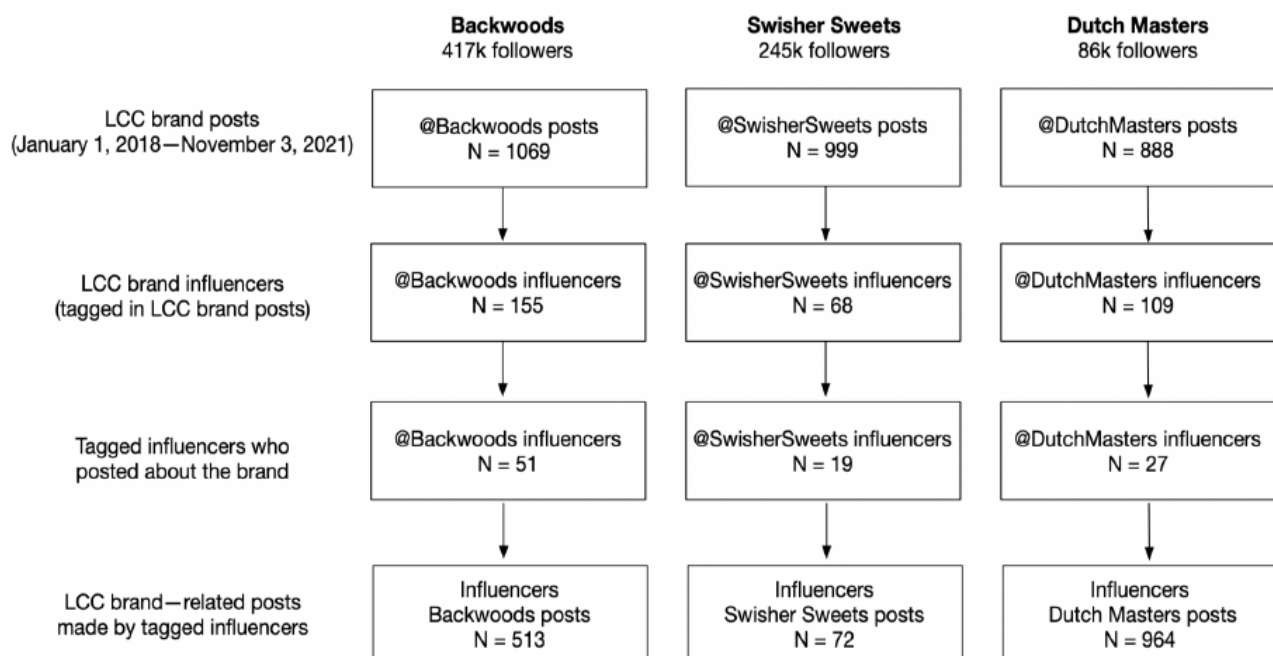 Backwoods
417k followers
Swisher Sweets
245k followers
Dutch Masters
86k followers
LCC brand posts
(January 1, 2018—November 3, 2021)
@Backwoods posts
N = 1069
@SwisherSweets posts
N = 999
@DutchMasters posts
N = 888
LCC brand influencers
(tagged in LCC brand posts)
@Backwoods influencers
N = 155
@SwisherSweets influencers
N = 68
@DutchMasters influencers
N = 109
Tagged influencers who
posted about the brand
@Backwoods influencers
N = 51
@SwisherSweets influencers
N = 19
@DutchMasters influencers
N = 27
LCC brand—related posts
made by tagged influencers
Influencers
Backwoods posts
N = 513
Influencers
Swisher Sweets posts
N = 72
Influencers
Dutch Masters posts
N = 964